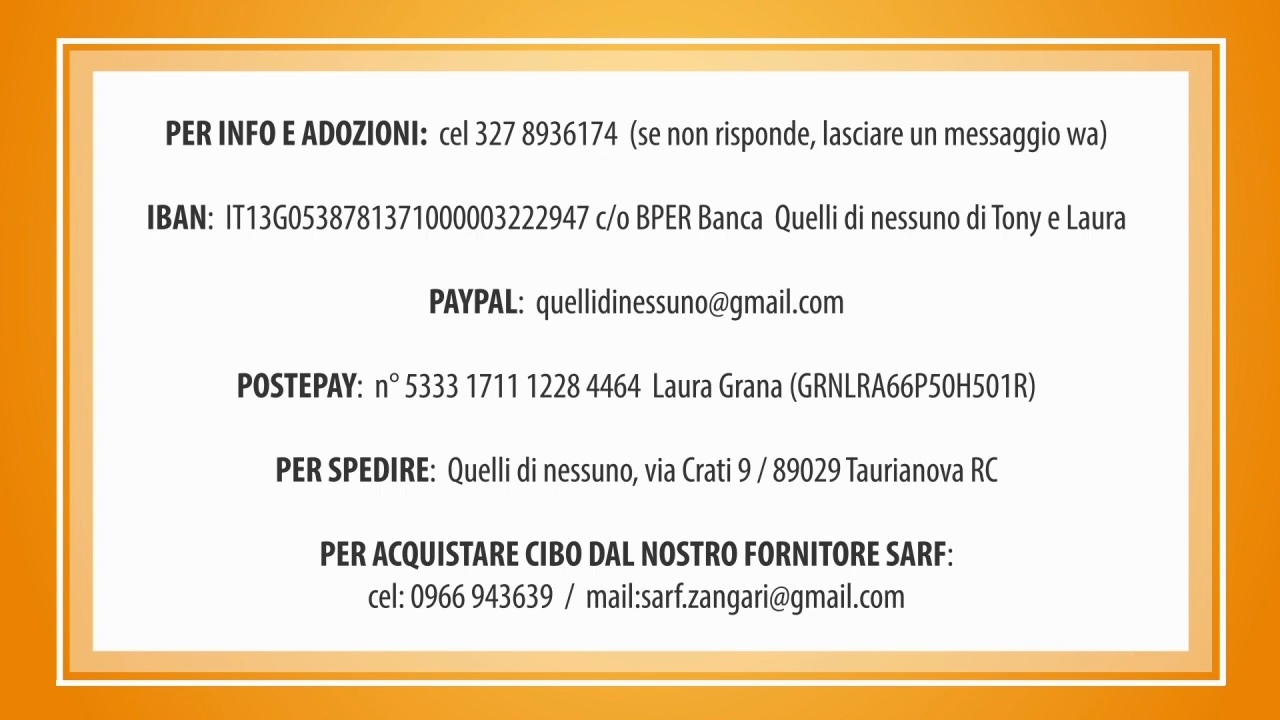 PER INFO E ADOZIONI: cel 327 8936174 (se non risponde, lasciare un messaggio wa)
IBAN: IT13G0538781371000003222947 c/o BPER Banca Quelli di nessuno di Tony e Laura
PAYPAL: quellidinessuno@gmail.com
POSTEPAY: n° 5333 1711 1228 4464 Laura Grana (GRNLRA66P50H501R)
PER SPEDIRE: Quelli di nessuno, via Crati 9 / 89029 Taurianova RC
PER ACQUISTARE CIBO DAL NOSTRO FORNITORE SARF:
cel: 0966 943639 / mail:sarf.zangari@gmail.com